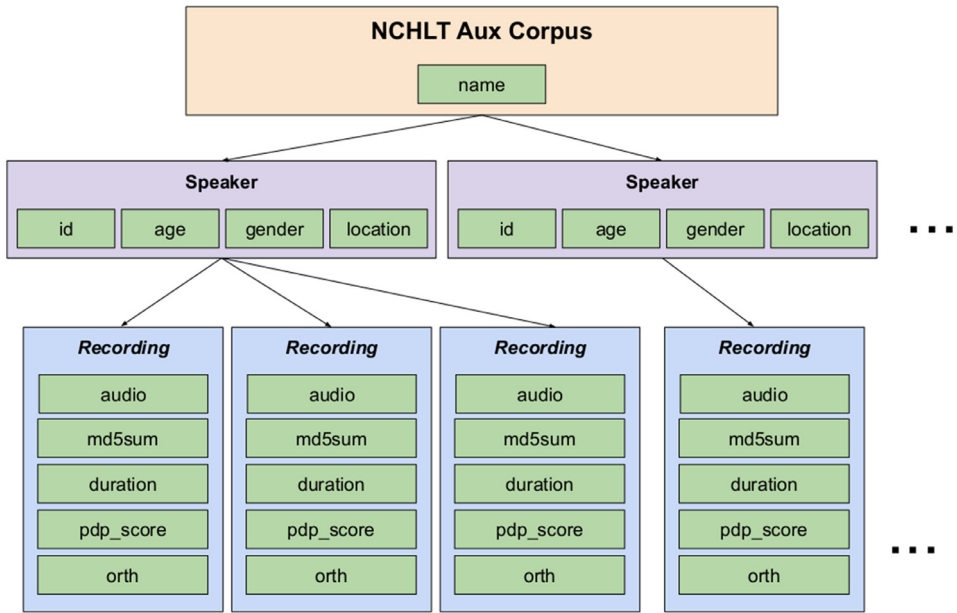 NCHLT Aux Corpus
name
Speaker
id age gender location
Speaker
id age gender location
...
Recording
audio
md5sum
duration
pdp_score
orth
Recording
audio
md5sum
duration
pdp_score
orth
Recording
audio
md5sum
duration
pdp_score
orth
Recording
audio
md5sum
duration
pdp_score
orth
...